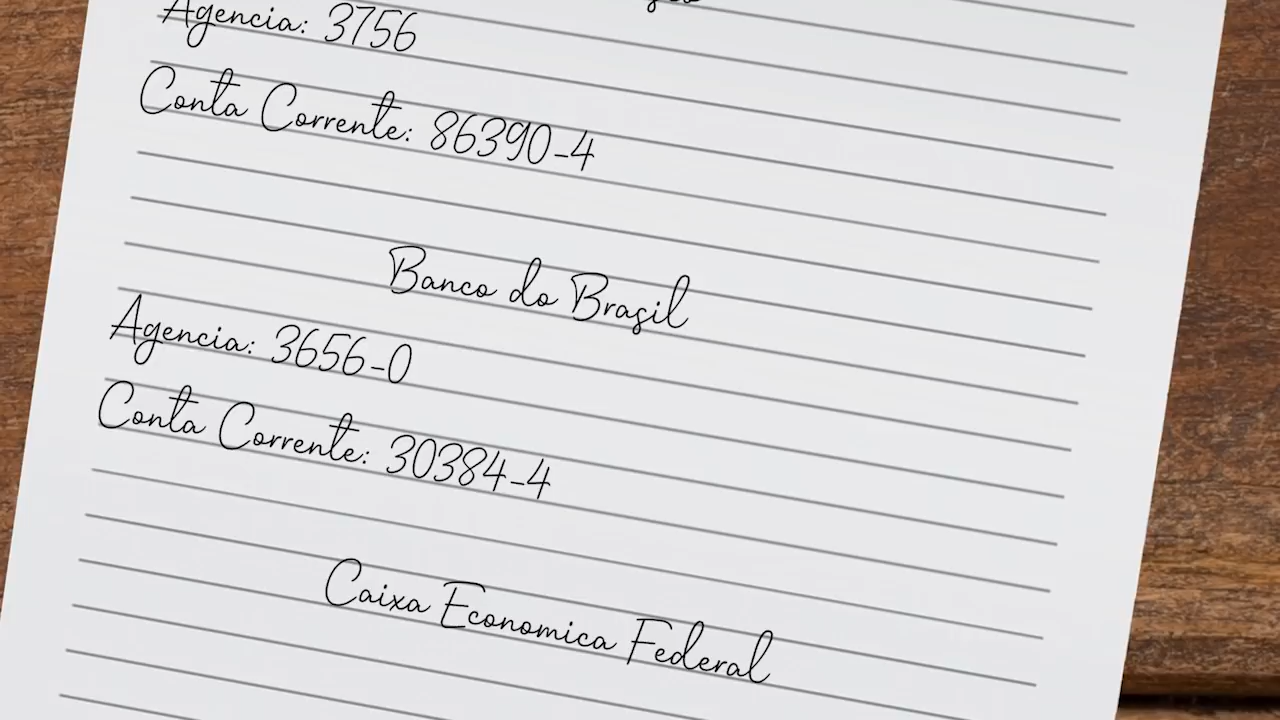 Agencia: 3756
Conta Corrente: 86390-4
Banco do Brasil
Agencia: 3656-0
Conta Corrente: 30384-4
Caixa Economica Federal